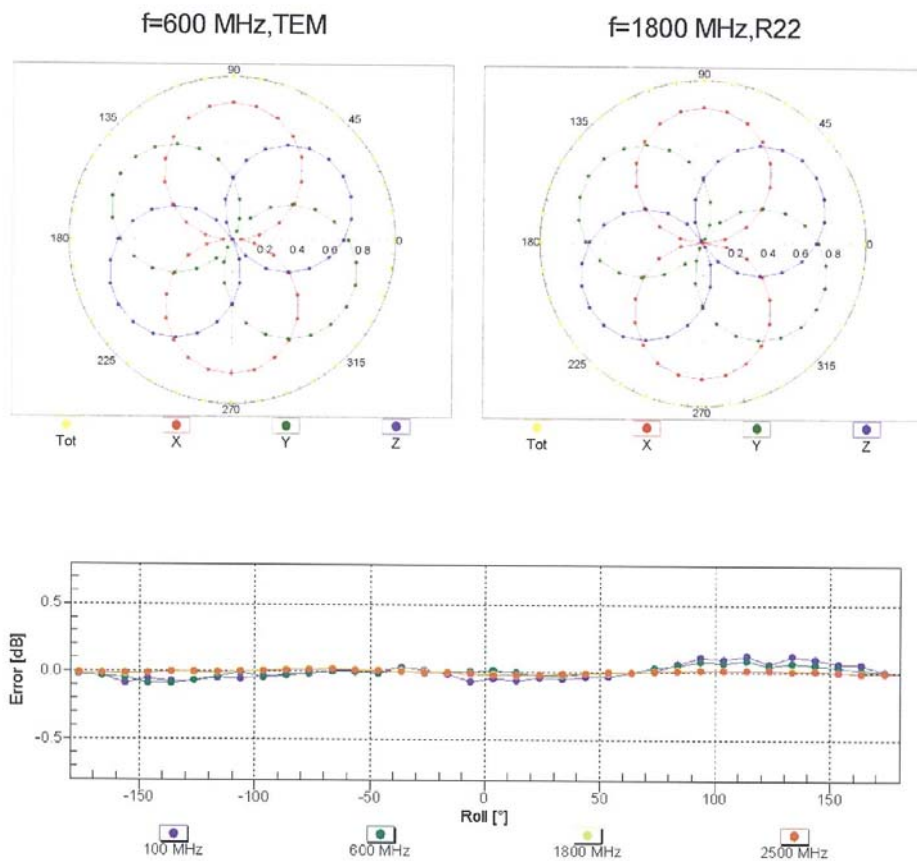 f=600 MHz,TEM
f=1800 MHz,R22
90
135
45
180
0.2 0.4 0.6 0.8
0
225
315
270
Tot X Y Z
90
135
45
180
0.2 0.4 0.6 0.8
0
225
315
270
Tot X Y Z
Error [dB]
0.5
0.0
-0.5
-150 -100 -50 0 50 100 150
Roll [°]
100 MHz 600 MHz 1800 MHz 2500 MHz